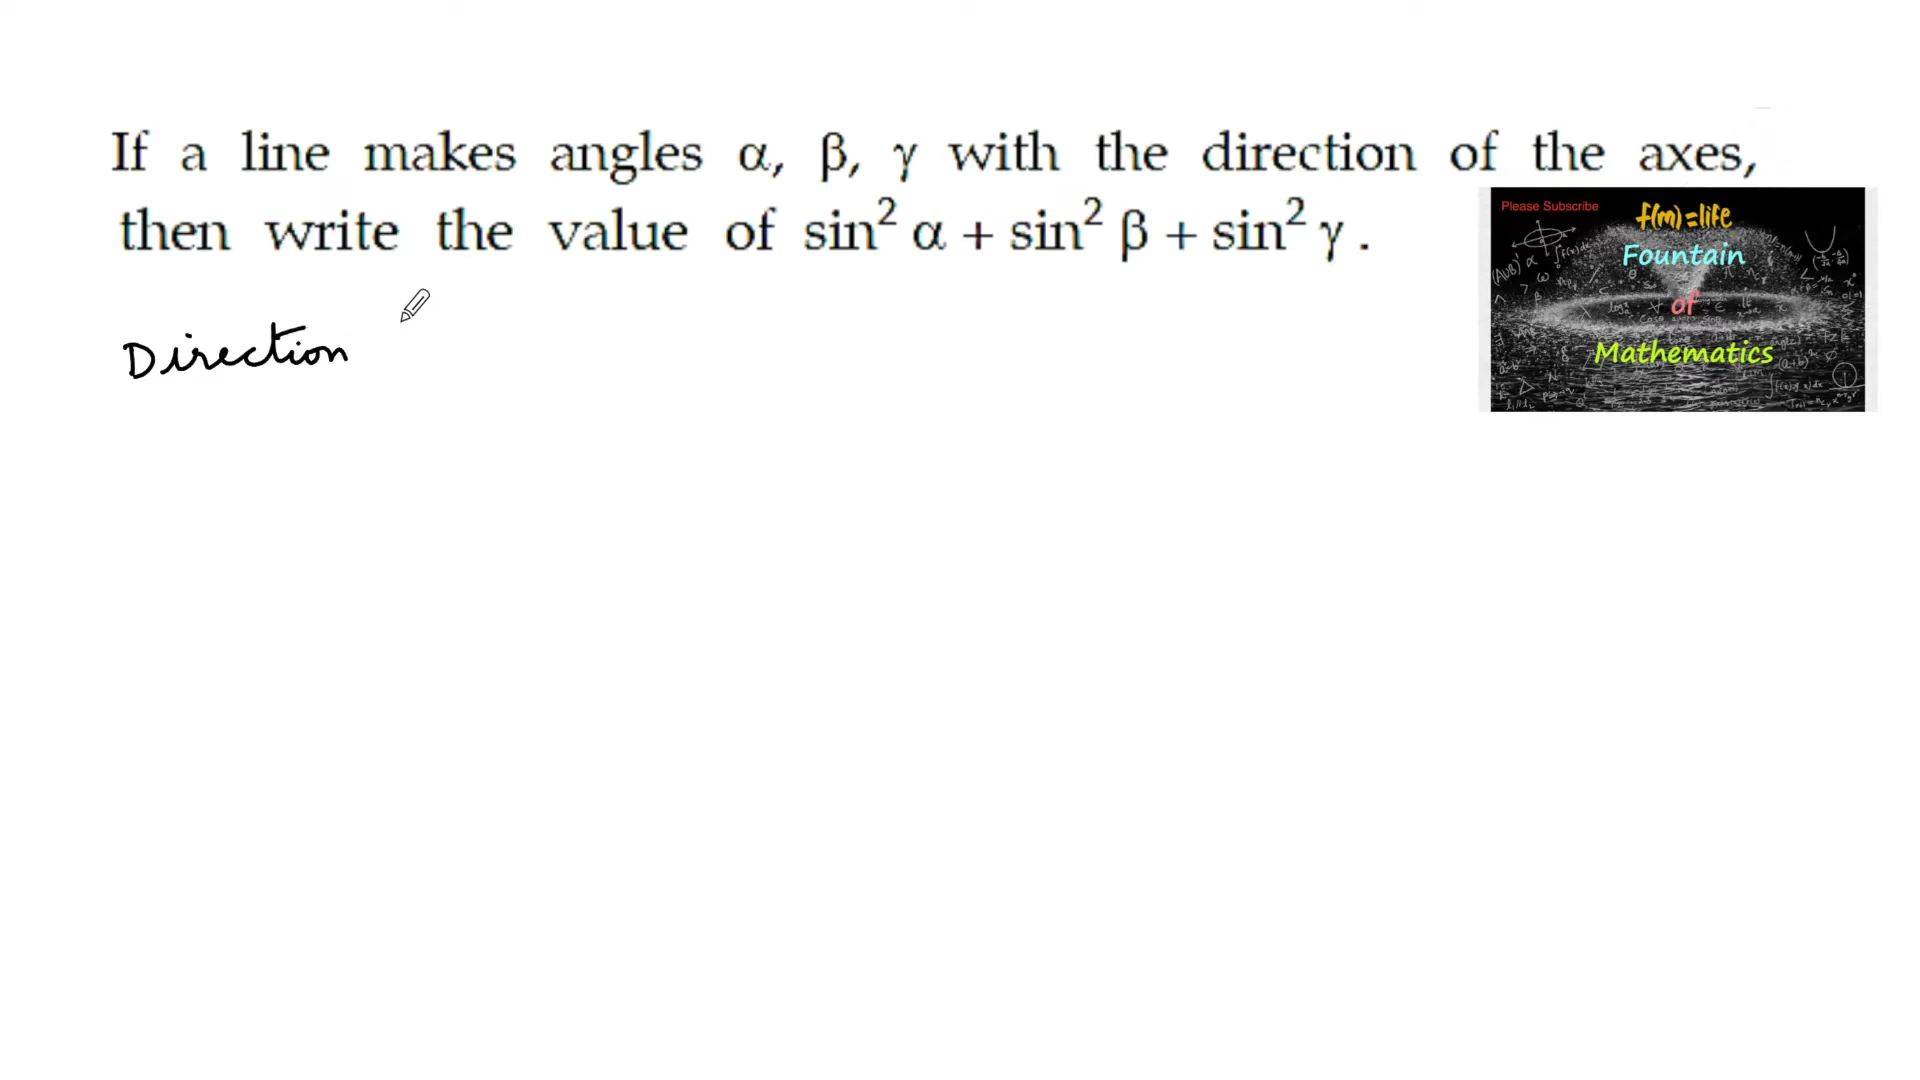 If a line makes angles α, β, γ with the direction of the axes,
then write the value of sin² α + sin² β + sin² γ .
Direction
Please Subscribe
f(m)=life
Fountain
of
Mathematics